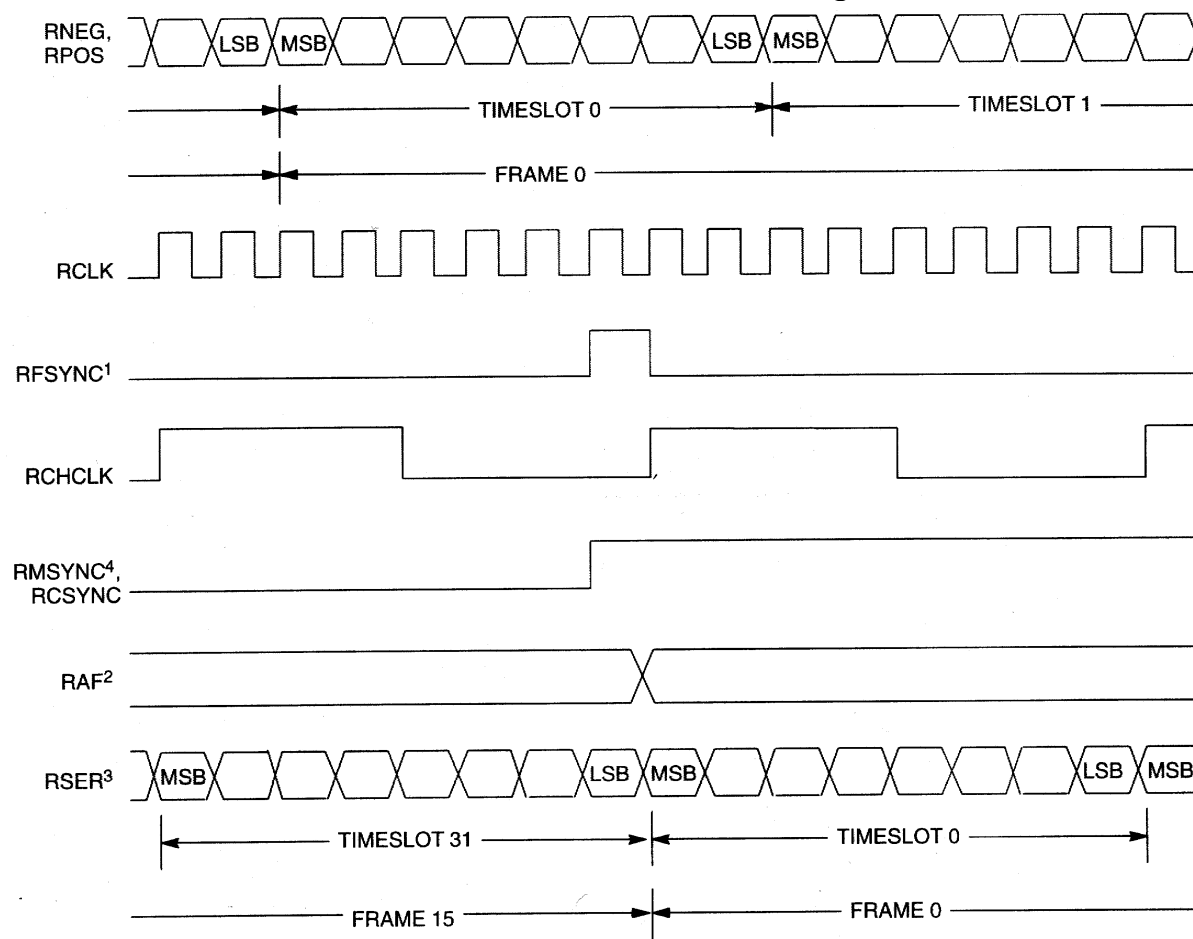 RNEG,
RPOS
LSB MSB LSB MSB
TIMESLOT 0 TIMESLOT 1
FRAME 0
RCLK
RFSYNC¹
RCHCLK
RMSYNC⁴,
RCSYNC
RAF²
RSER³ MSB LSB MSB LSB MSB
TIMESLOT 31 TIMESLOT 0
FRAME 15 FRAME 0